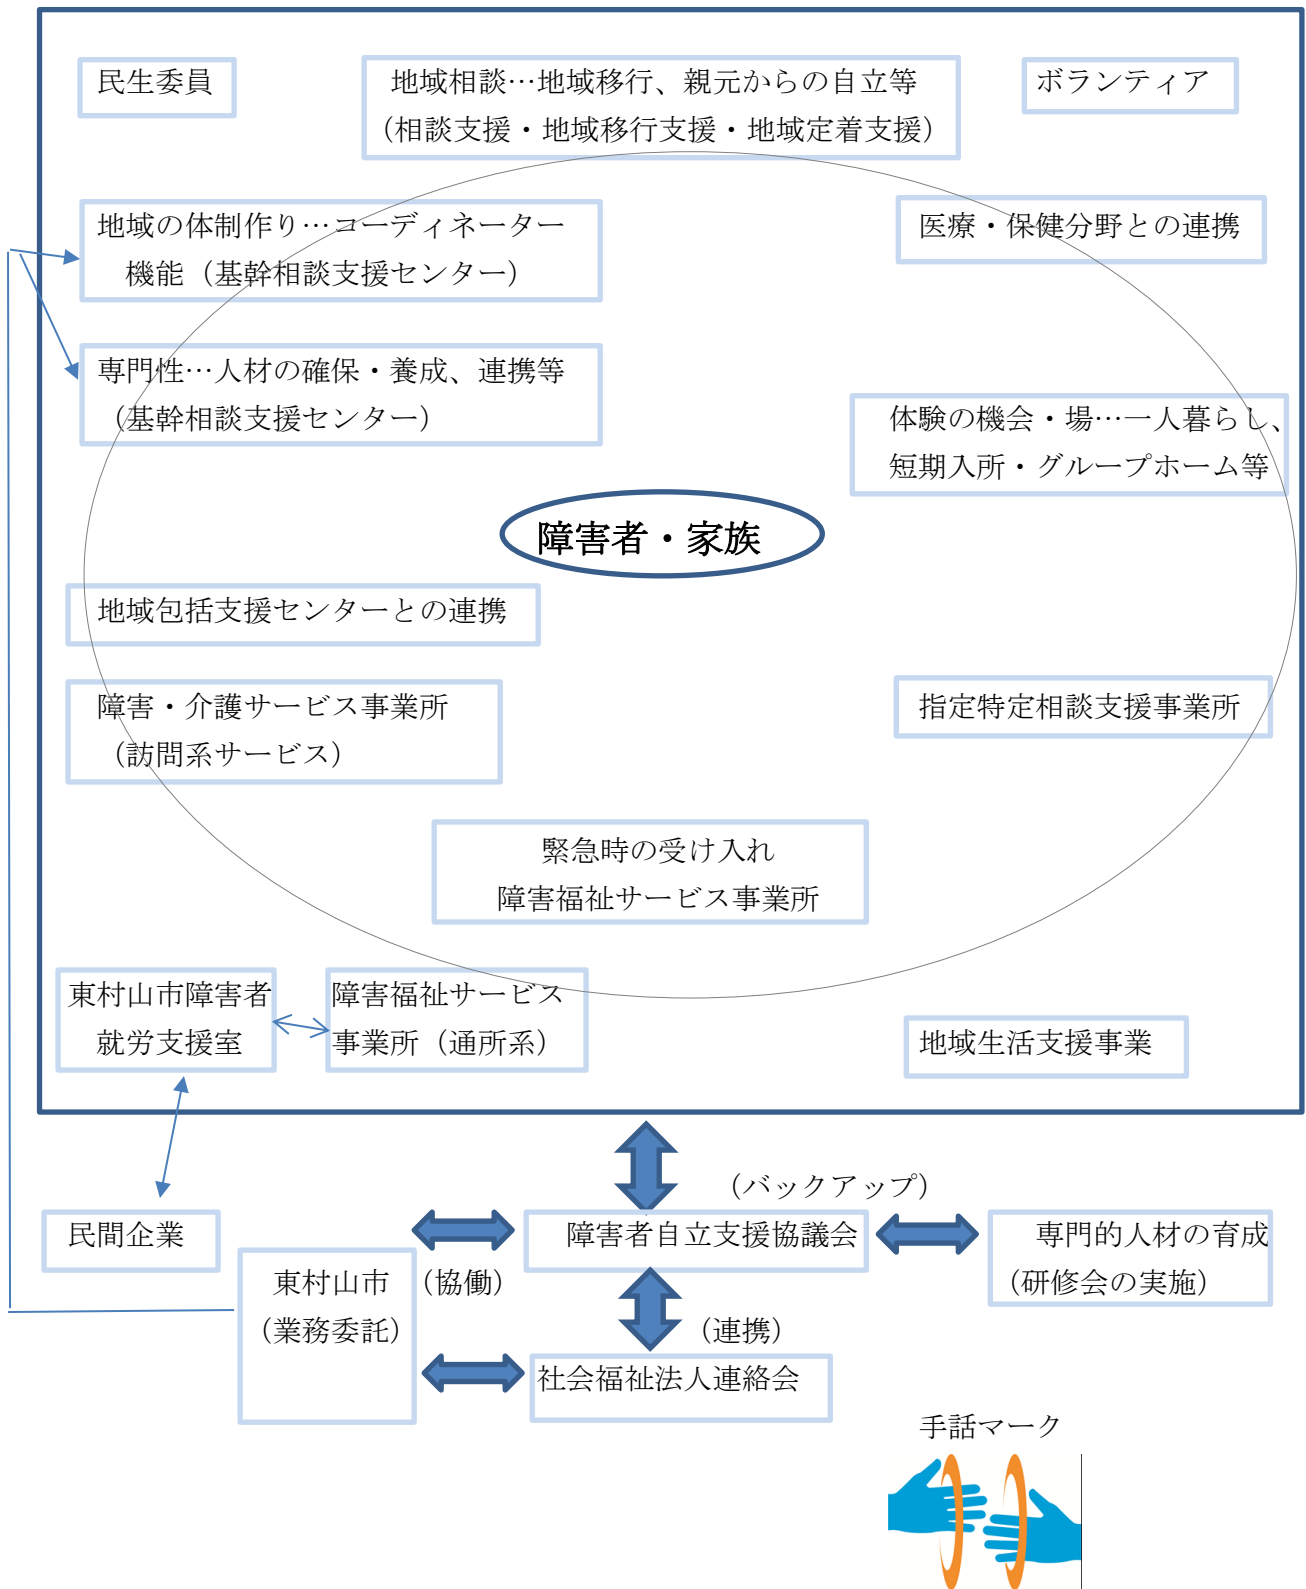 民生委員
地域相談…地域移行、親元からの自立等
（相談支援・地域移行支援・地域定着支援）
ボランティア
地域の体制作り…コーディネーター
機能（基幹相談支援センター）
医療・保健分野との連携
専門性…人材の確保・養成、連携等
（基幹相談支援センター）
体験の機会・場…一人暮らし、
短期入所・グループホーム等
障害者・家族
地域包括支援センターとの連携
障害・介護サービス事業所
（訪問系サービス）
指定特定相談支援事業所
緊急時の受け入れ
障害福祉サービス事業所
東村山市障害者
就労支援室
障害福祉サービス
事業所（通所系）
地域生活支援事業
（バックアップ）
民間企業
障害者自立支援協議会
専門的人材の育成
（研修会の実施）
東村山市
（業務委託）
（協働）
（連携）
社会福祉法人連絡会
手話マーク